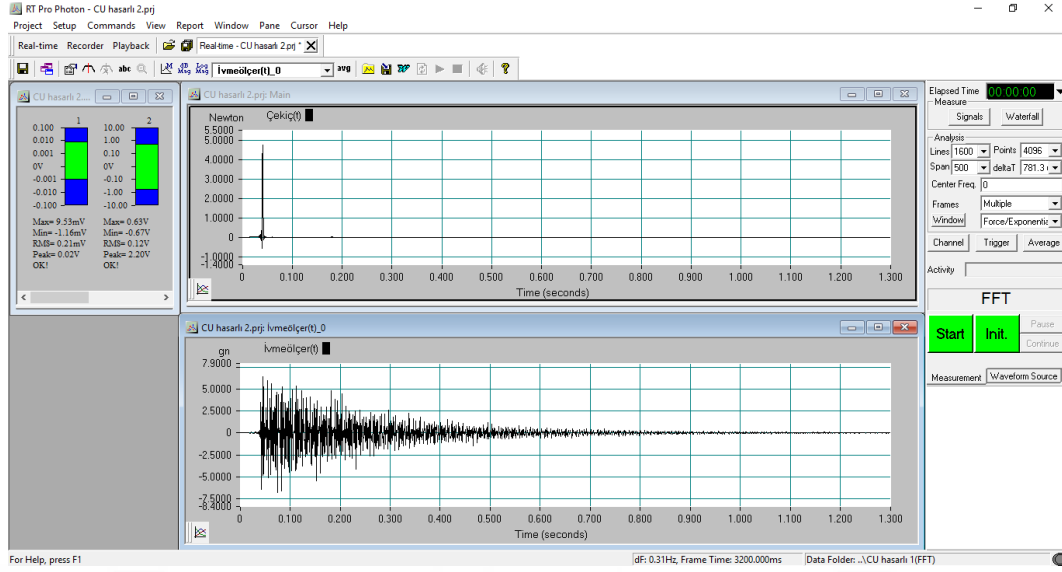 RT Pro Photon - CU hasarlı 2.prj
Project Setup Commands View Report Window Pane Cursor Help
Real-time Recorder Playback Real-time - CU hasarlı 2.prj *
abc dB Msg Log Msg İvmeölçer(t)_0 avg
CU hasarlı 2....
1 2
0.100 10.00
0.010 1.00
0.001 0.10
0V 0V
-0.001 -0.10
-0.010 -1.00
-0.100 -10.00
Max= 9.53mV Max= 0.63V
Min= -1.16mV Min= -0.67V
RMS= 0.21mV RMS= 0.12V
Peak= 0.02V Peak= 2.20V
OK! OK!
CU hasarlı 2.prj: Main
Newton Çekiç(t)
5.5000
5.0000
4.0000
3.0000
2.0000
1.0000
0
-1.0000
-1.4000
0 0.100 0.200 0.300 0.400 0.500 0.600 0.700 0.800 0.900 1.000 1.100 1.200 1.300
Time (seconds)
CU hasarlı 2.prj: İvmeölçer(t)_0
gn İvmeölçer(t)
7.9000
5.0000
2.5000
0
-2.5000
-5.0000
-7.5000
-8.4000
0 0.100 0.200 0.300 0.400 0.500 0.600 0.700 0.800 0.900 1.000 1.100 1.200 1.300
Time (seconds)
Elapsed Time 00:00:00
Measure
Signals Waterfall
Analysis
Lines 1600 Points 4096
Span 500 deltaT 781.3
Center Freq. 0
Frames Multiple
Window Force/Exponentia
Channel Trigger Average
Activity
FFT
Start Init. Pause
Continue
Measurement Waveform Source
For Help, press F1
dF: 0.31Hz, Frame Time: 3200.000ms Data Folder: ..\CU hasarlı 1(FFT)